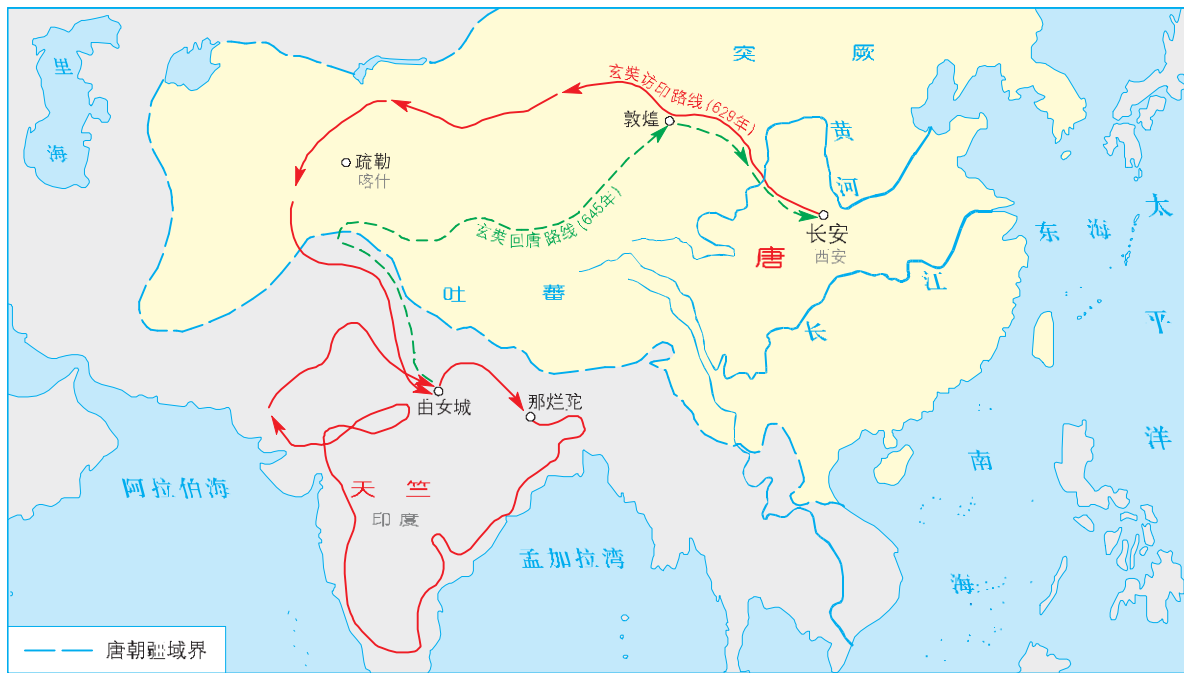 里海
突厥
玄奘访印路线(629年)
敦煌
疏勒
喀什
黄河
玄奘回唐路线(645年)
长安
西安
唐
东海
太平洋
吐蕃
长江
曲女城
那烂陀
天竺
印度
阿拉伯海
孟加拉湾
南海
唐朝疆域界